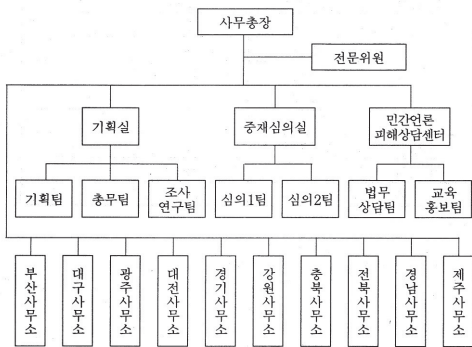 사무총장
전문위원
기획실
중재심의실
민간언론
피해상담센터
기획팀
총무팀
조사
연구팀
심의1팀
심의2팀
법무
상담팀
교육
홍보팀
부산사무소
대구사무소
광주사무소
대전사무소
경기사무소
강원사무소
충북사무소
전북사무소
경남사무소
제주사무소